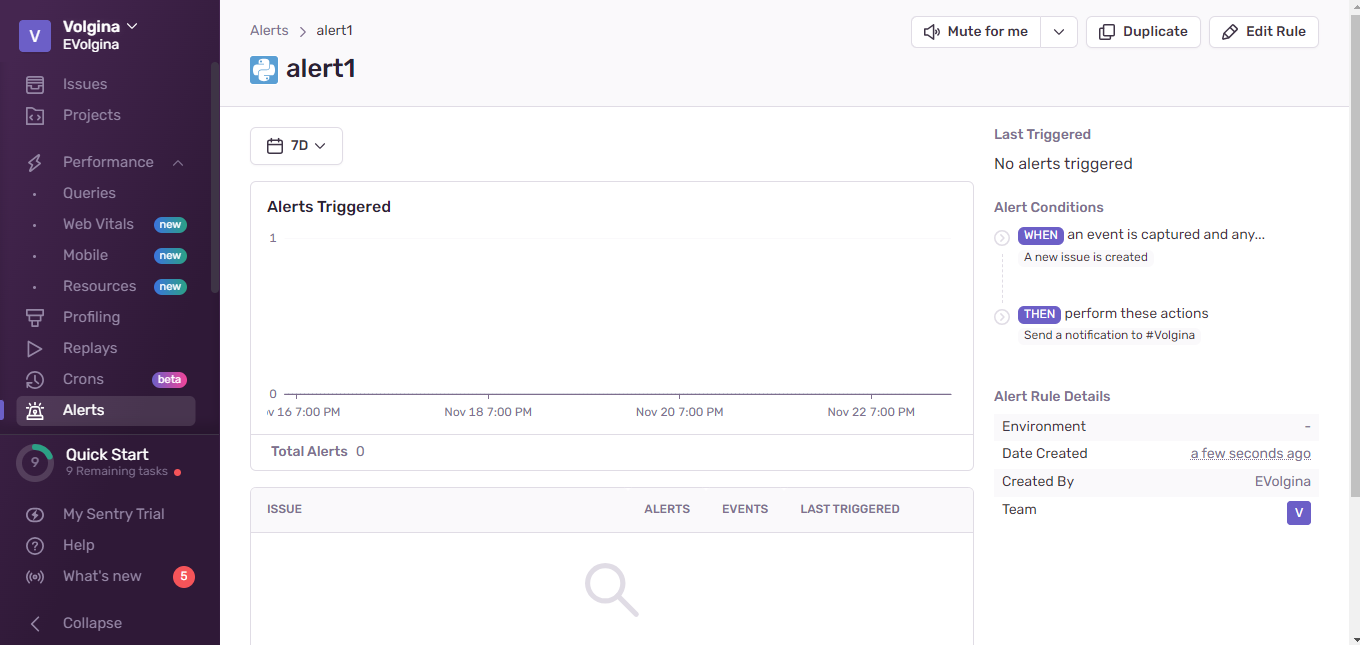 V
Volgina
EVolgina
Issues
Projects
Performance
Queries
Web Vitals new
Mobile new
Resources new
Profiling
Replays
Crons beta
Alerts
9
Quick Start
9 Remaining tasks
My Sentry Trial
Help
What's new 5
Collapse
Alerts > alert1
alert1
Mute for me
Duplicate
Edit Rule
7D
Alerts Triggered
1
0
v 16 7:00 PM Nov 18 7:00 PM Nov 20 7:00 PM Nov 22 7:00 PM
Total Alerts 0
ISSUE ALERTS EVENTS LAST TRIGGERED
Last Triggered
No alerts triggered
Alert Conditions
WHEN an event is captured and any...
A new issue is created
THEN perform these actions
Send a notification to #Volgina
Alert Rule Details
Environment -
Date Created a few seconds ago
Created By EVolgina
Team V